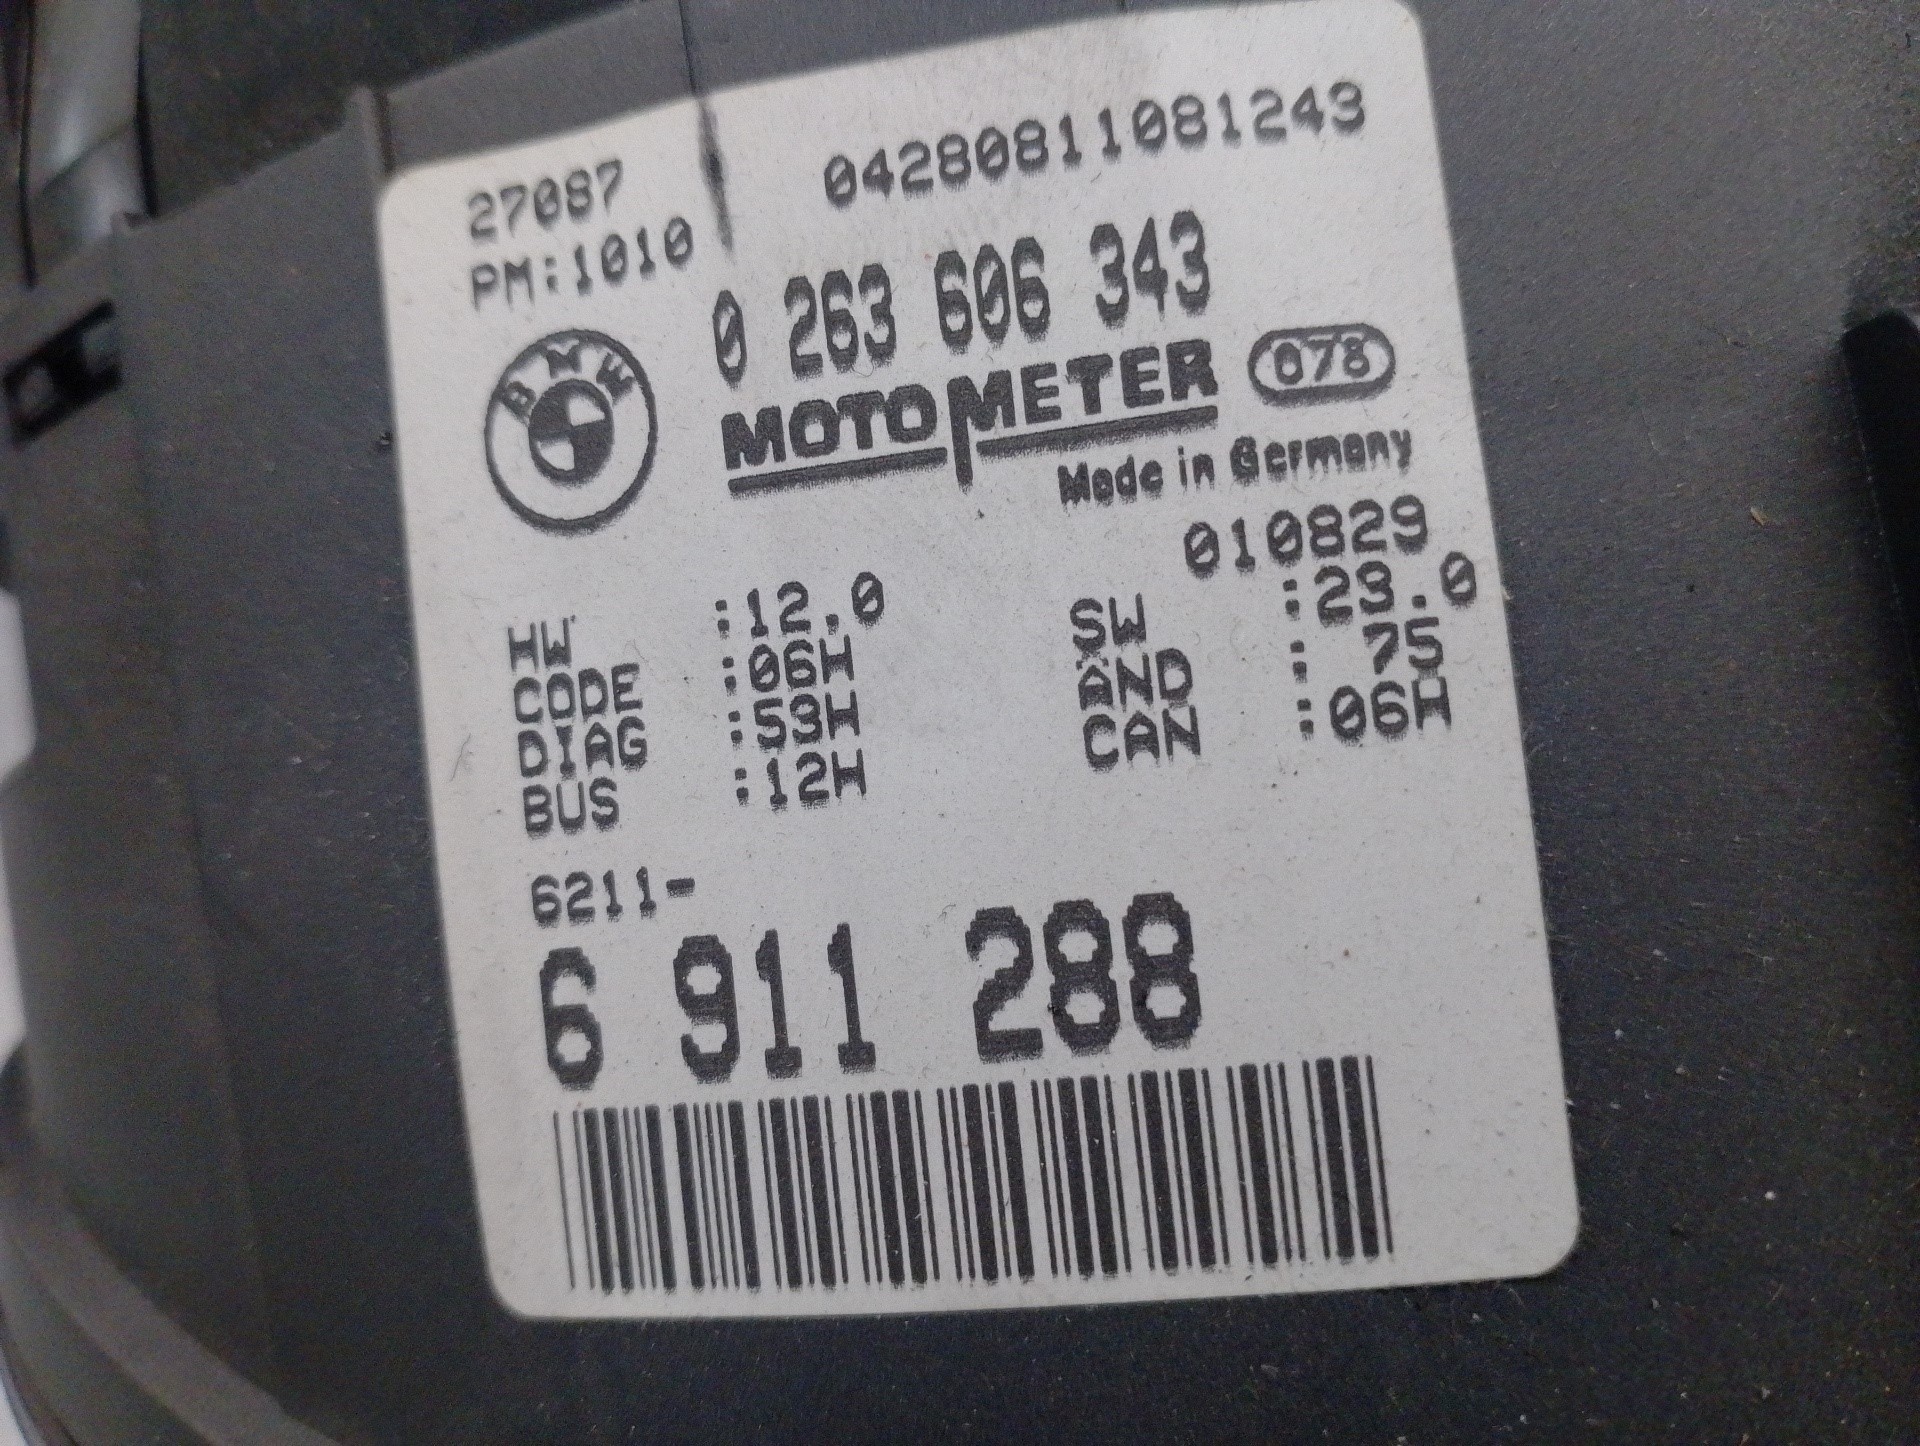 27087
04280811081243
PM:1010
0 263 606 343
BMW
MOTOMETER
078
Made in Germany
010829
HW :12.0 SW :23.0
CODE :06H AND : 75
DIAG :53H CAN :06H
BUS :12H
6211-
6 911 288